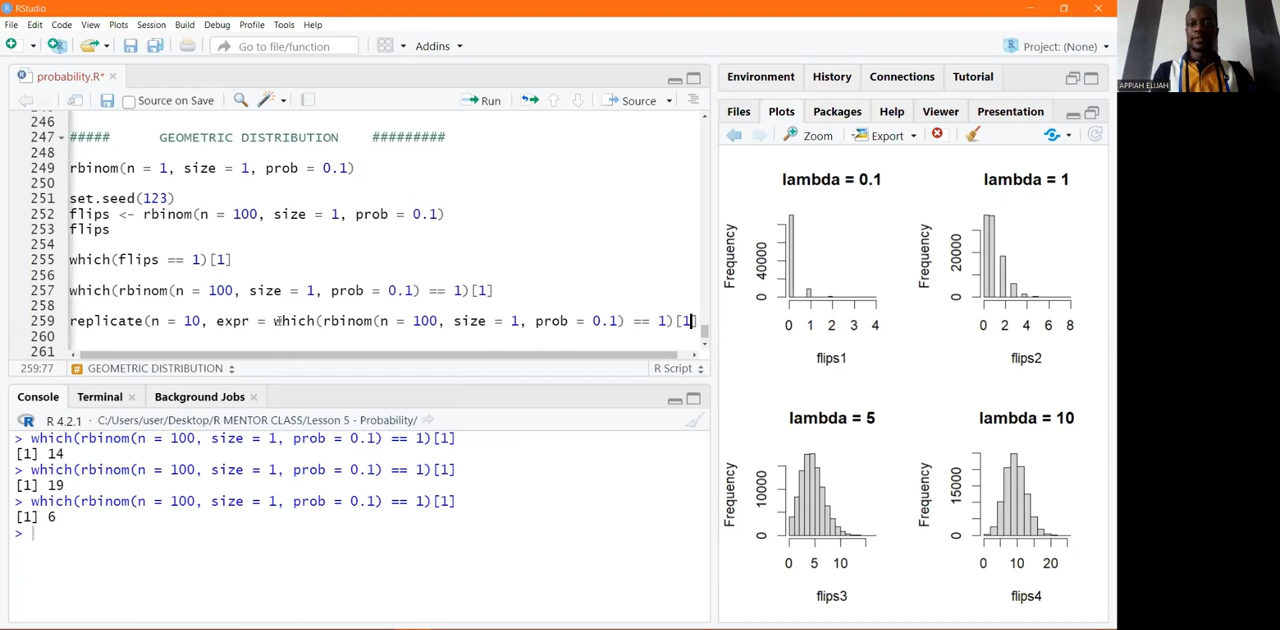 RStudio
File Edit Code View Plots Session Build Debug Profile Tools Help
Go to file/function
Addins
Project: (None)
probability.R*
Source on Save
Run
Source
246
247 ##### GEOMETRIC DISTRIBUTION #########
248
249 rbinom(n = 1, size = 1, prob = 0.1)
250
251 set.seed(123)
252 flips <- rbinom(n = 100, size = 1, prob = 0.1)
253 flips
254
255 which(flips == 1)[1]
256
257 which(rbinom(n = 100, size = 1, prob = 0.1) == 1)[1]
258
259 replicate(n = 10, expr = which(rbinom(n = 100, size = 1, prob = 0.1) == 1)[1]
260
261
259:77 # GEOMETRIC DISTRIBUTION R Script
Console Terminal Background Jobs
R 4.2.1 · C:/Users/user/Desktop/R MENTOR CLASS/Lesson 5 - Probability/
> which(rbinom(n = 100, size = 1, prob = 0.1) == 1)[1]
[1] 14
> which(rbinom(n = 100, size = 1, prob = 0.1) == 1)[1]
[1] 19
> which(rbinom(n = 100, size = 1, prob = 0.1) == 1)[1]
[1] 6
>
Environment History Connections Tutorial
Files Plots Packages Help Viewer Presentation
Zoom Export
lambda = 0.1
Frequency
0 40000
0 1 2 3 4
flips1
lambda = 1
Frequency
0 20000
0 2 4 6 8
flips2
lambda = 5
Frequency
0 10000
0 5 10
flips3
lambda = 10
Frequency
0 15000
0 10 20
flips4
APPIAH ELIJAH